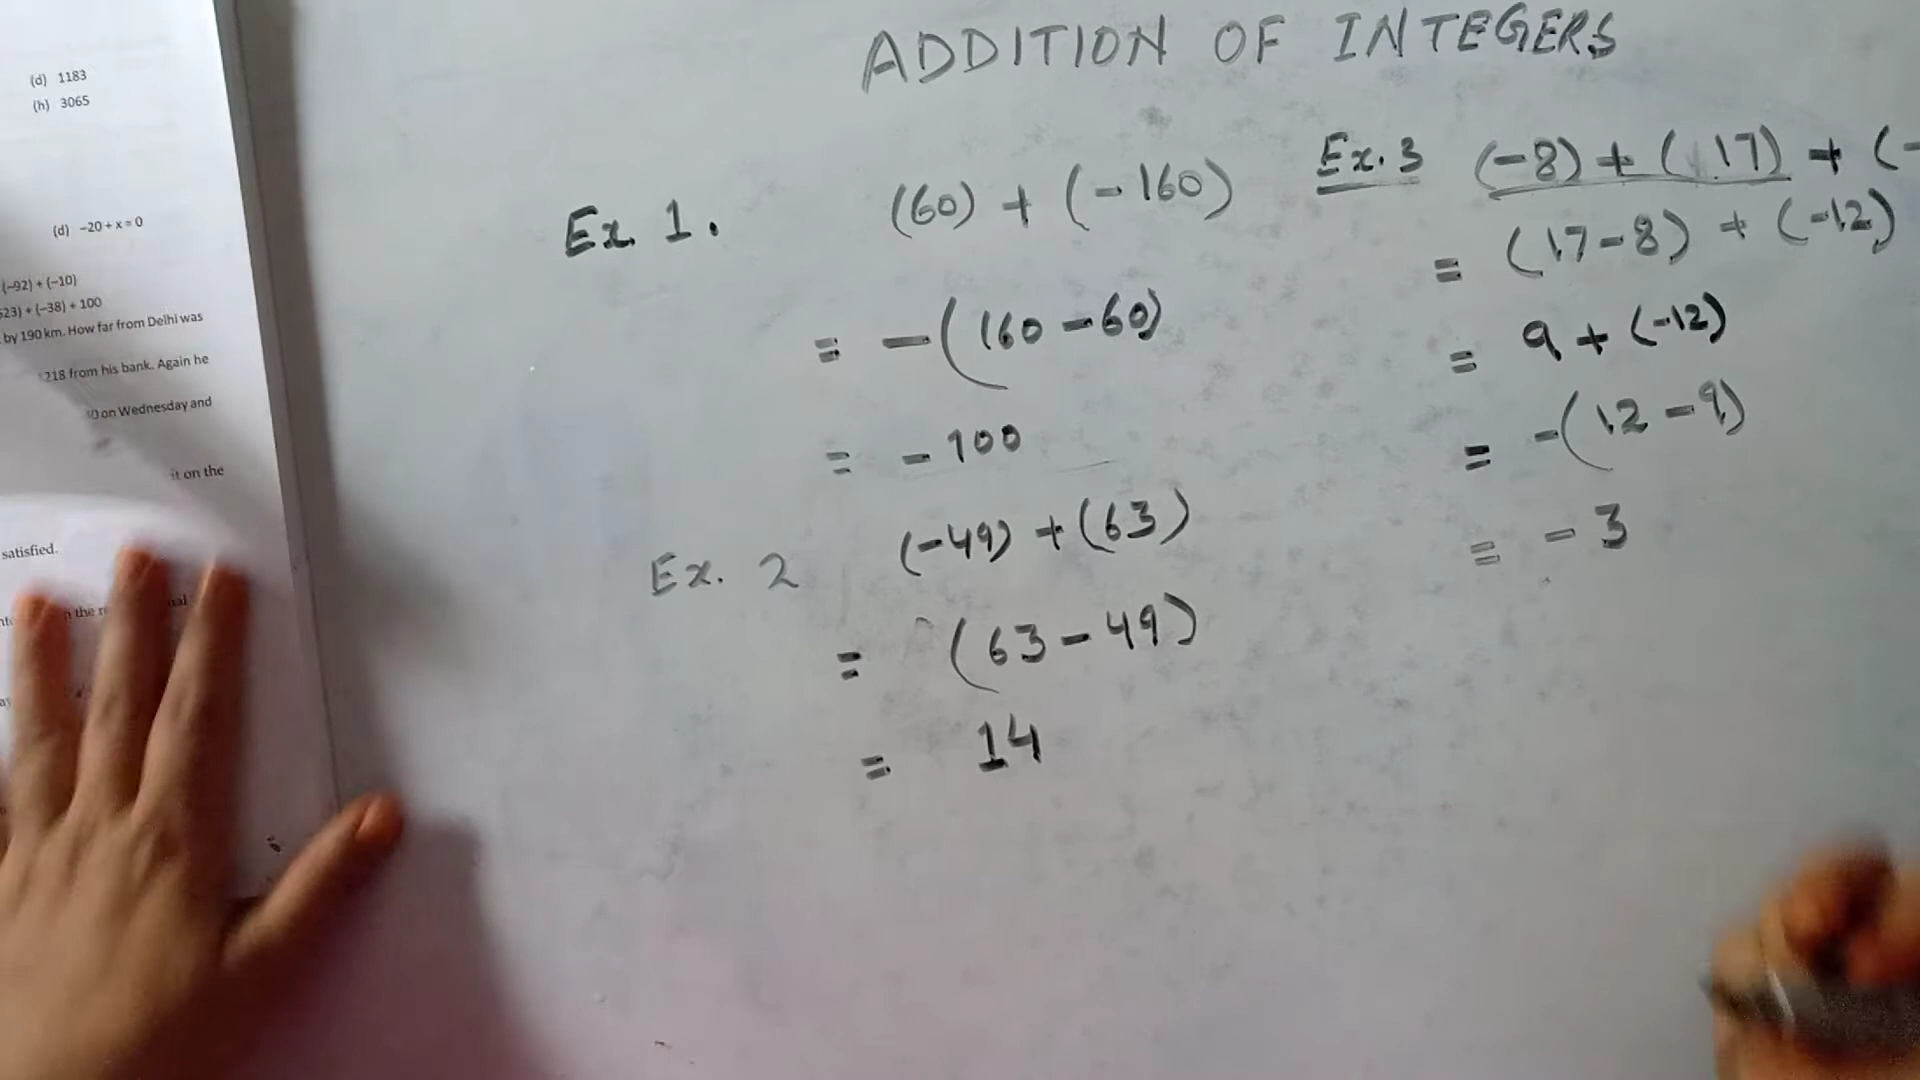 (d) 1183
(h) 3065
(d) -20 + x = 0
(-92) + (-10)
23) + (-38) + 100
by 190 km. How far from Delhi was
218 from his bank. Again he
on Wednesday and
it on the
satisfied.
the
ADDITION OF INTEGERS
Ex. 1. (60) + (-160)
= -(160 - 60)
= -100
Ex. 2 (-49) + (63)
= (63 - 49)
= 14
Ex. 3 (-8) + (17) + (-
= (17 - 8) + (-12)
= 9 + (-12)
= -(12 - 9)
= -3